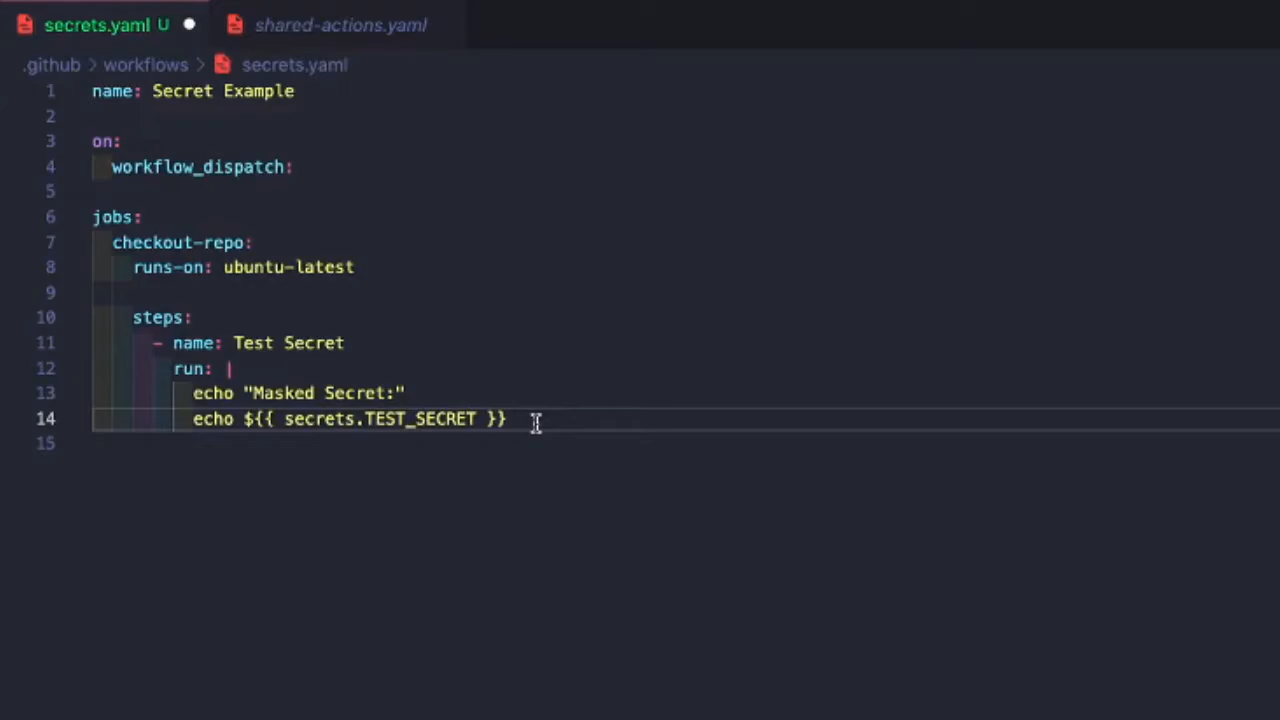 secrets.yaml U shared-actions.yaml
.github > workflows > secrets.yaml
1 name: Secret Example
2
3 on:
4 workflow_dispatch:
5
6 jobs:
7 checkout-repo:
8 runs-on: ubuntu-latest
9
10 steps:
11 - name: Test Secret
12 run: |
13 echo "Masked Secret:"
14 echo ${{ secrets.TEST_SECRET }}
15